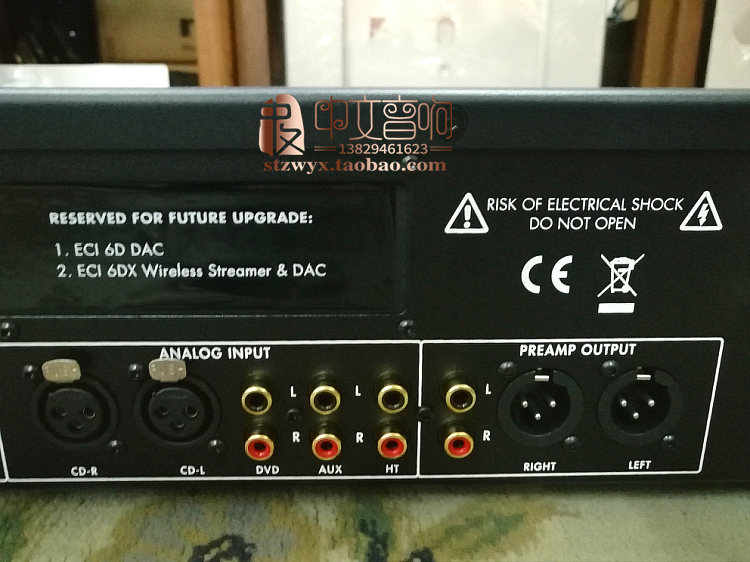 中文音响
13829461623
stzwyx.taobao.com
RESERVED FOR FUTURE UPGRADE:
1. ECI 6D DAC
2. ECI 6DX Wireless Streamer & DAC
RISK OF ELECTRICAL SHOCK
DO NOT OPEN
CE
ANALOG INPUT
L L
R R
CD-R CD-L DVD AUX HT
PREAMP OUTPUT
L
R
RIGHT LEFT